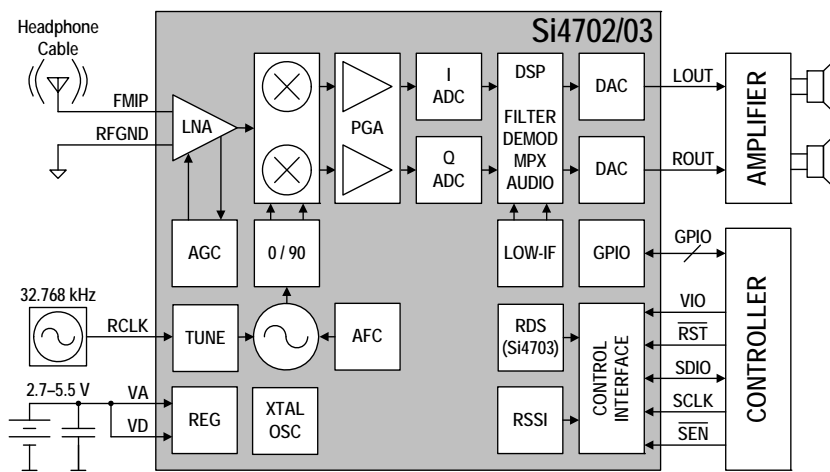 Si4702/03
Headphone
Cable
FMIP
RFGND
LNA
PGA
I
ADC
Q
ADC
DSP
FILTER
DEMOD
MPX
AUDIO
DAC
DAC
LOUT
ROUT
AMPLIFIER
AGC
0 / 90
LOW-IF
GPIO
GPIO
CONTROLLER
32.768 kHz
RCLK
TUNE
AFC
RDS
(Si4703)
CONTROL
INTERFACE
VIO
RST
SDIO
SCLK
SEN
2.7–5.5 V
VA
VD
REG
XTAL
OSC
RSSI